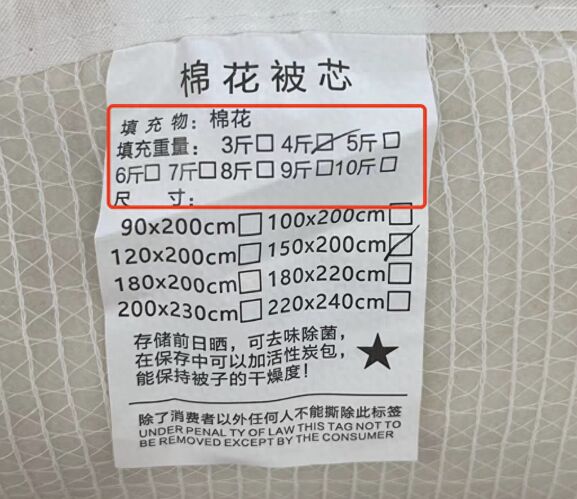 棉花被芯
填充物：棉花
填充重量：3斤□ 4斤☑ 5斤□
6斤□ 7斤□ 8斤□ 9斤□ 10斤□
尺寸：
90x200cm□ 100x200cm□
120x200cm□ 150x200cm☑
180x200cm□ 180x220cm□
200x230cm□ 220x240cm□
存储前日晒，可去味除菌，
在保存中可以加活性炭包，
能保持被子的干燥度！
★
除了消费者以外任何人不能撕除此标签
UNDER PENAL TY OF LAW THIS TAG NOT TO
BE REMOVED EXCEPT BY THE CONSUMER